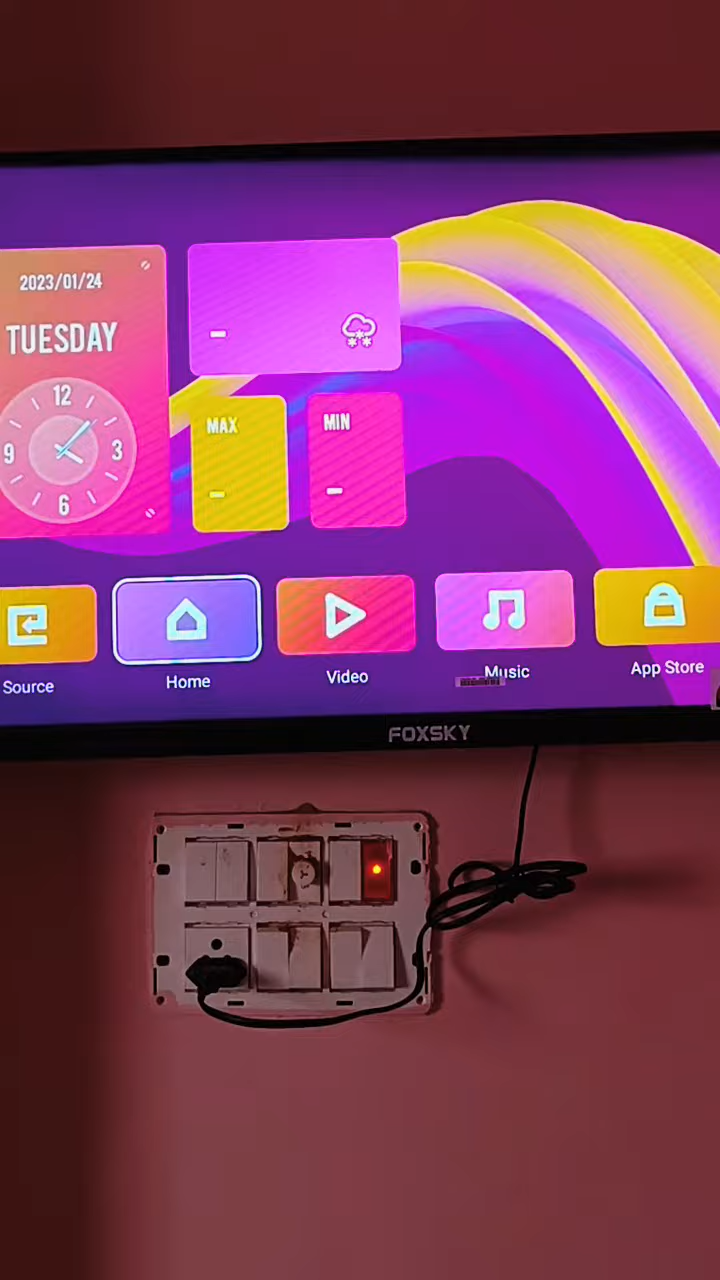 2023/01/24
TUESDAY
12
9
3
6
MAX
MIN
Source
Home
Video
Music
App Store
FOXSKY